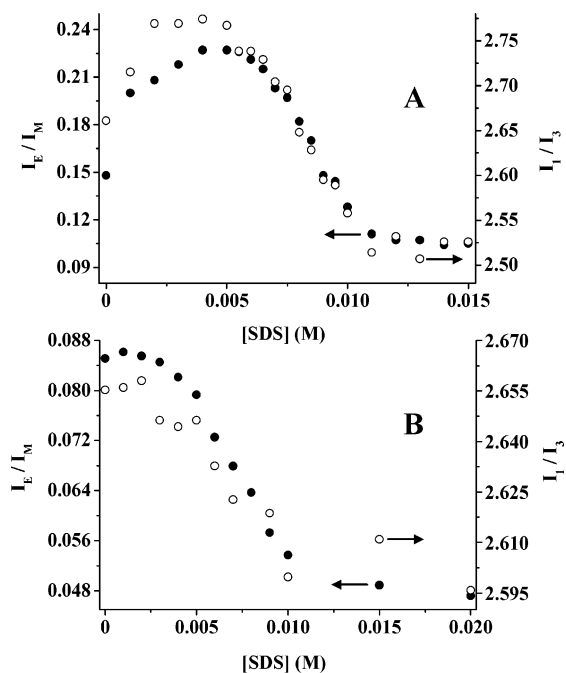 0.24
0.21
0.18
0.15
0.12
0.09
I_E / I_M
A
2.75
2.70
2.65
2.60
2.55
2.50
I_1 / I_3
0 0.005 0.010 0.015
[SDS] (M)
0.088
0.080
0.072
0.064
0.056
0.048
I_E / I_M
B
2.670
2.655
2.640
2.625
2.610
2.595
I_1 / I_3
0 0.005 0.010 0.015 0.020
[SDS] (M)